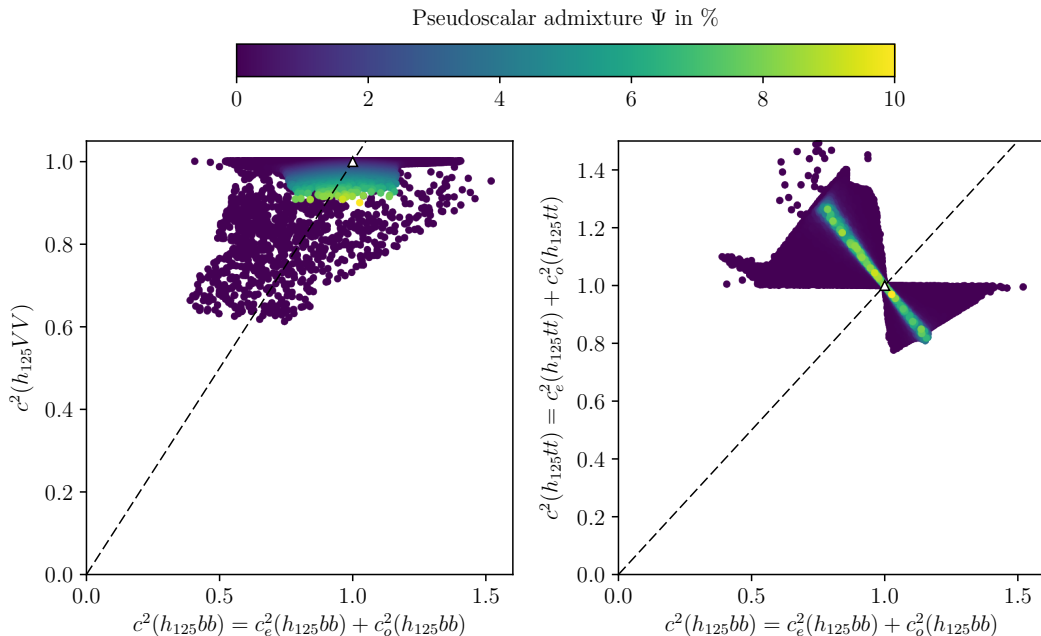 Pseudoscalar admixture Ψ in %
0 2 4 6 8 10
c²(h₁₂₅VV)
1.0
0.8
0.6
0.4
0.2
0.0
0.0 0.5 1.0 1.5
c²(h₁₂₅bb) = c²ₑ(h₁₂₅bb) + c²ₒ(h₁₂₅bb)
c²(h₁₂₅tt) = c²ₑ(h₁₂₅tt) + c²ₒ(h₁₂₅tt)
1.4
1.2
1.0
0.8
0.6
0.4
0.2
0.0
0.0 0.5 1.0 1.5
c²(h₁₂₅bb) = c²ₑ(h₁₂₅bb) + c²ₒ(h₁₂₅bb)